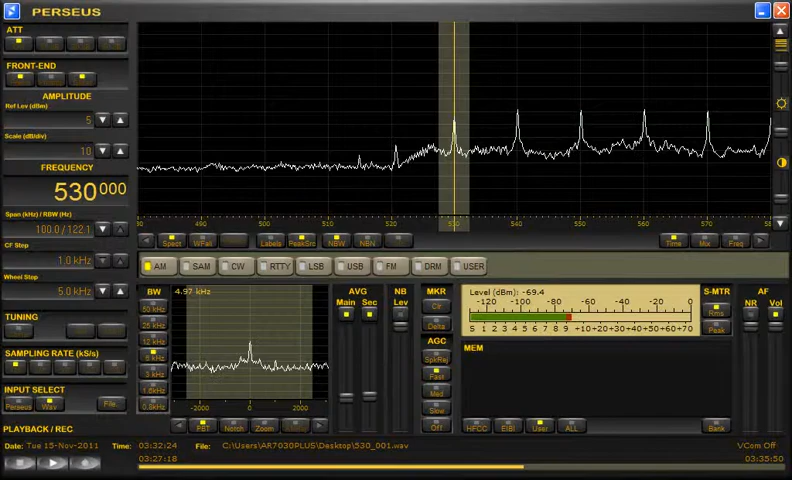 PERSEUS
ATT
FRONT-END
AMPLITUDE
Ref Lev (dBm)
5
Scale (dB/div)
10
FREQUENCY
530000
Span (kHz) / RBW (Hz)
100.0 / 122.1
CF Step
1.0 kHz
Wheel Step
5.0 kHz
TUNING
SAMPLING RATE (kS/s)
INPUT SELECT
Perseus Wav File
490 500 510 520 530 540 550 560 570
Spect WFall Labels PeakSrc NBW NBN Time Mix Freq
AM SAM CW RTTY LSB USB FM DRM USER
BW
50 kHz
25 kHz
12 kHz
6 kHz
3 kHz
1.6kHz
0.8kHz
4.97 kHz
-2000 0 2000
PBT Notch Zoom
AVG
Main Sec
NB
Lev
MKR
Clr
Delta
AGC
SpkRej
Fast
Med
Slow
Off
Level (dBm): -69.4
-120 -100 -80 -60 -40 -20 0
S 1 2 3 4 5 6 7 8 9 +10+20+30+40+50+60+70
S-MTR
Rms
Peak
AF
NR Vol
MEM
HFCC EIBI User ALL Bank
PLAYBACK / REC
Date: Tue 15-Nov-2011 Time: 03:32:24 File: C:\Users\AR7030PLUS\Desktop\530_001.wav VCom Off
03:27:18 03:35:50